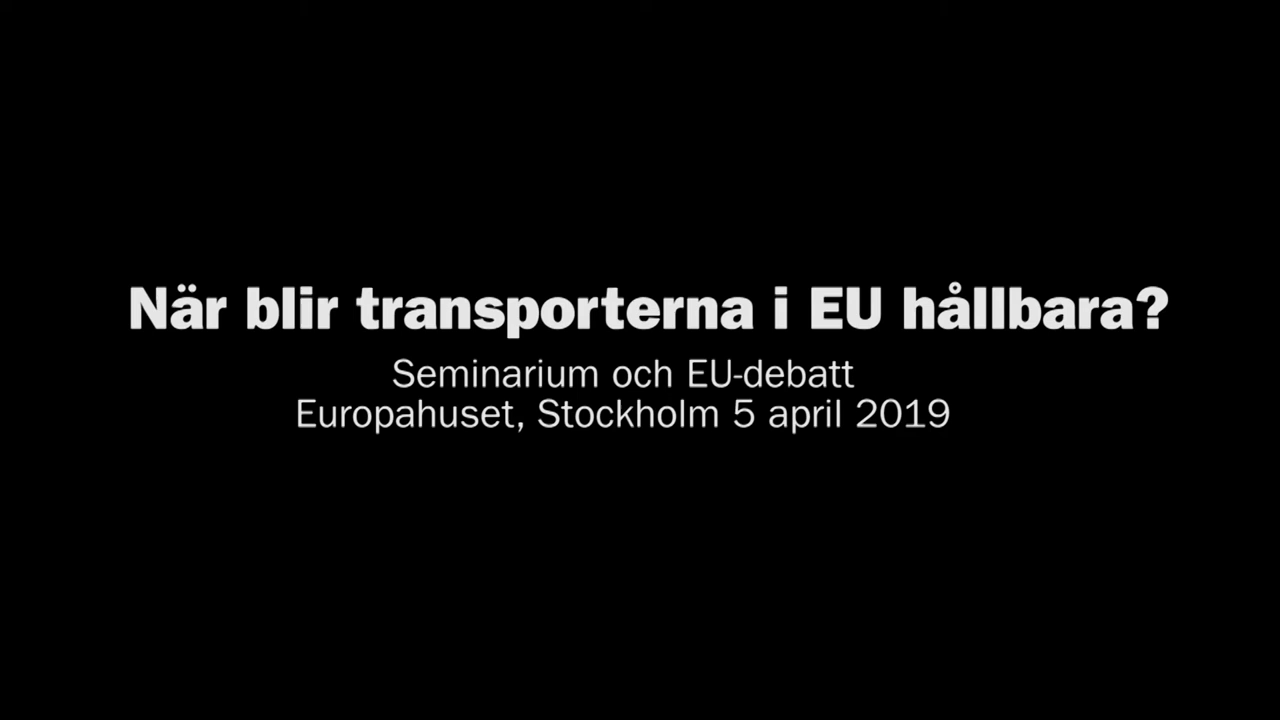 När blir transporterna i EU hållbara?
Seminarium och EU-debatt
Europahuset, Stockholm 5 april 2019